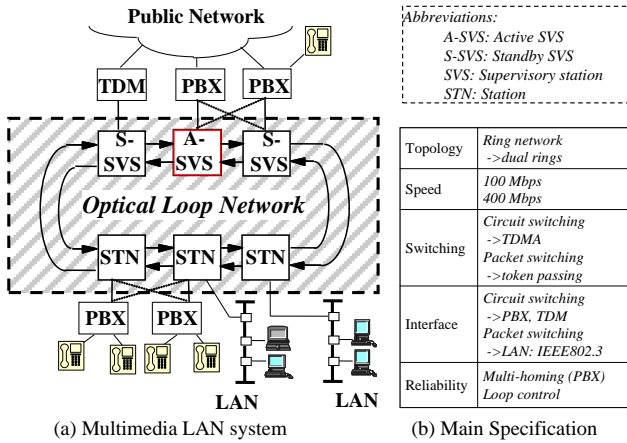 Public Network
TDM
PBX
PBX
S-
SVS
A-
SVS
S-
SVS
Optical Loop Network
STN
STN
STN
PBX
PBX
LAN
LAN
(a) Multimedia LAN system
Abbreviations:
A-SVS: Active SVS
S-SVS: Standby SVS
SVS: Supervisory station
STN: Station
Topology
Ring network
->dual rings
Speed
100 Mbps
400 Mbps
Switching
Circuit switching
->TDMA
Packet switching
->token passing
Interface
Circuit switching
->PBX, TDM
Packet switching
->LAN: IEEE802.3
Reliability
Multi-homing (PBX)
Loop control
(b) Main Specification